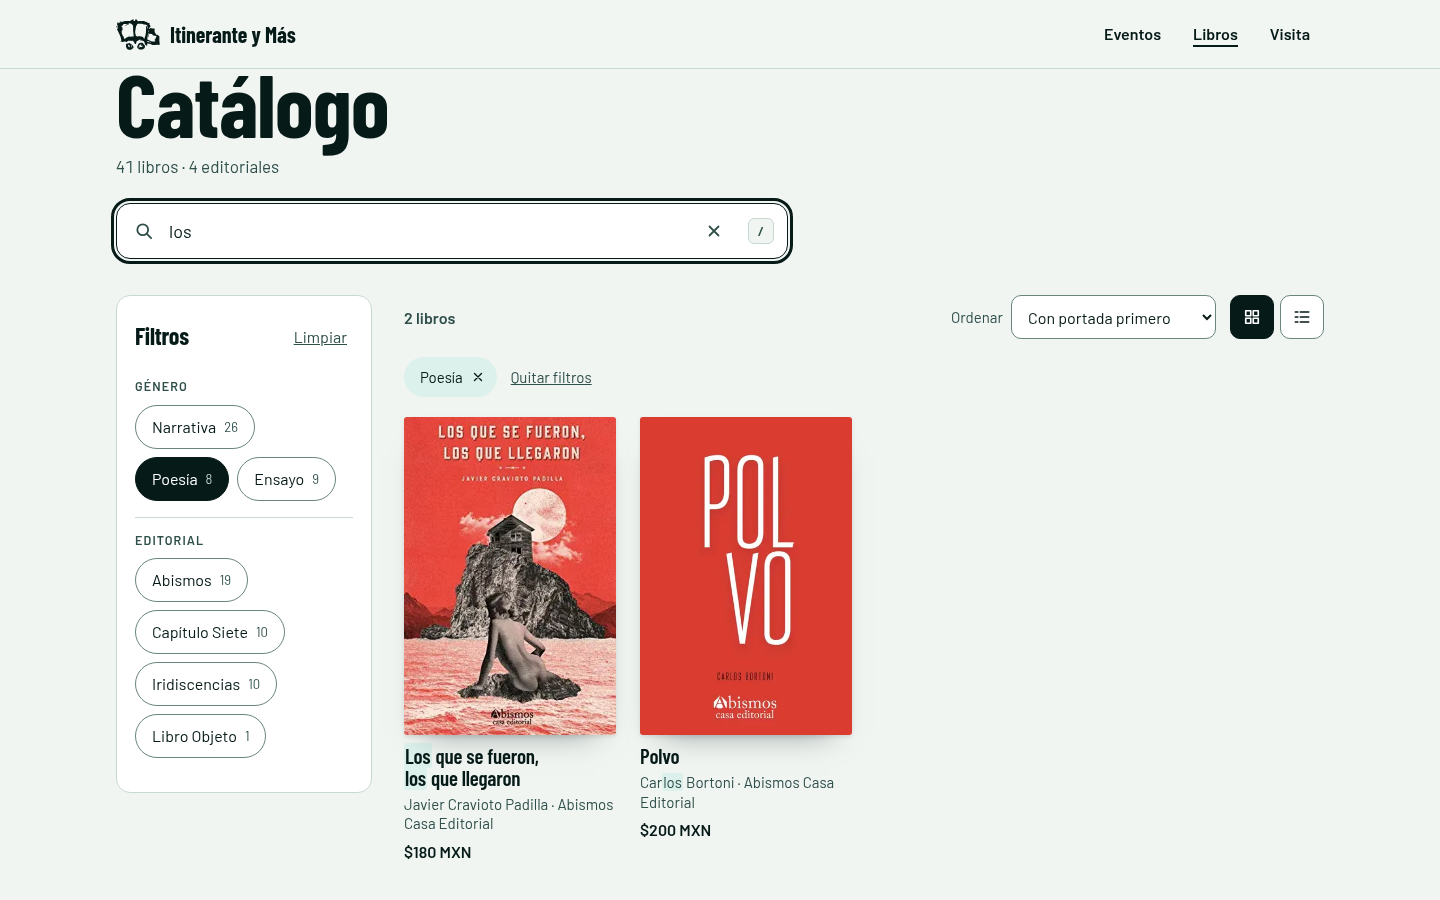 Itinerante y Más
Eventos Libros Visita
Catálogo
41 libros · 4 editoriales
los
/
Filtros
Limpiar
GÉNERO
Narrativa 26
Poesía 8
Ensayo 9
EDITORIAL
Abismos 19
Capítulo Siete 10
Iridiscencias 10
Libro Objeto 1
2 libros
Ordenar Con portada primero
Poesía
Quitar filtros
LOS QUE SE FUERON,
LOS QUE LLEGARON
JAVIER CRAVIOTO PADILLA
Abismos
casa editorial
Los que se fueron,
los que llegaron
Javier Cravioto Padilla · Abismos
Casa Editorial
$180 MXN
POL
VO
CARLOS BORTONI
Abismos
casa editorial
Polvo
Carlos Bortoni · Abismos Casa
Editorial
$200 MXN